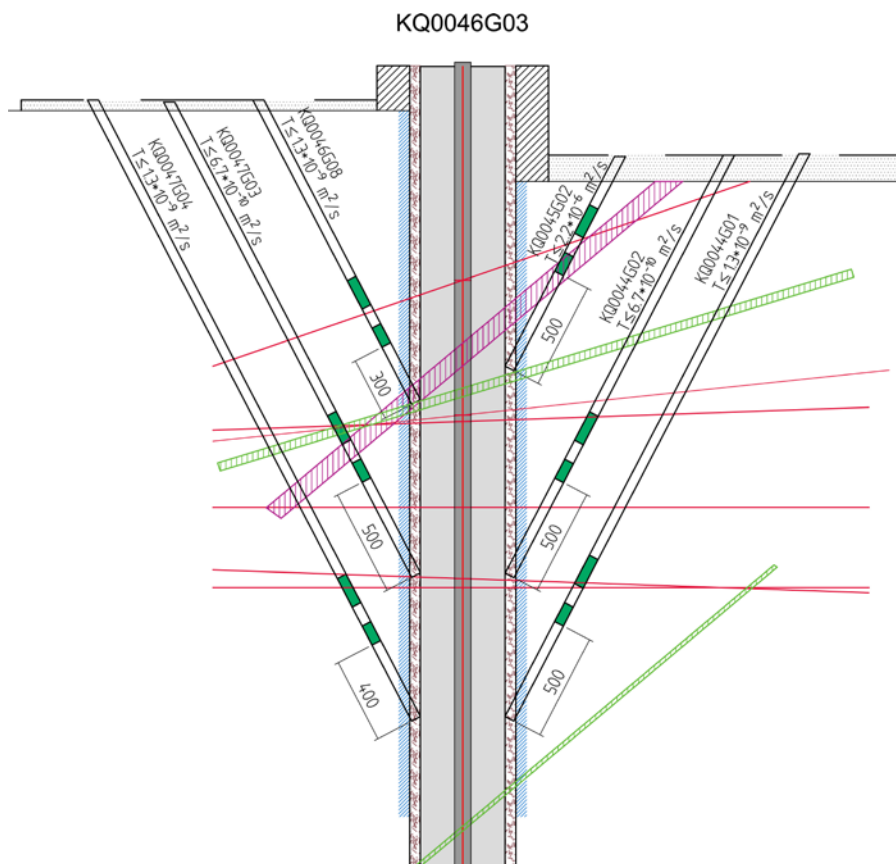 KQ0046G03
KQ0047G04
T≤1.3*10⁻⁹ m²/s
KQ0047G03
T≤6.7*10⁻¹⁰ m²/s
KQ0046G08
T≤1.3*10⁻⁹ m²/s
KQ0045G02
T≤2.2*10⁻⁶ m²/s
KQ0044G02
T≤6.7*10⁻¹⁰ m²/s
KQ0044G01
T≤1.3*10⁻⁹ m²/s
300
500
500
500
400
500